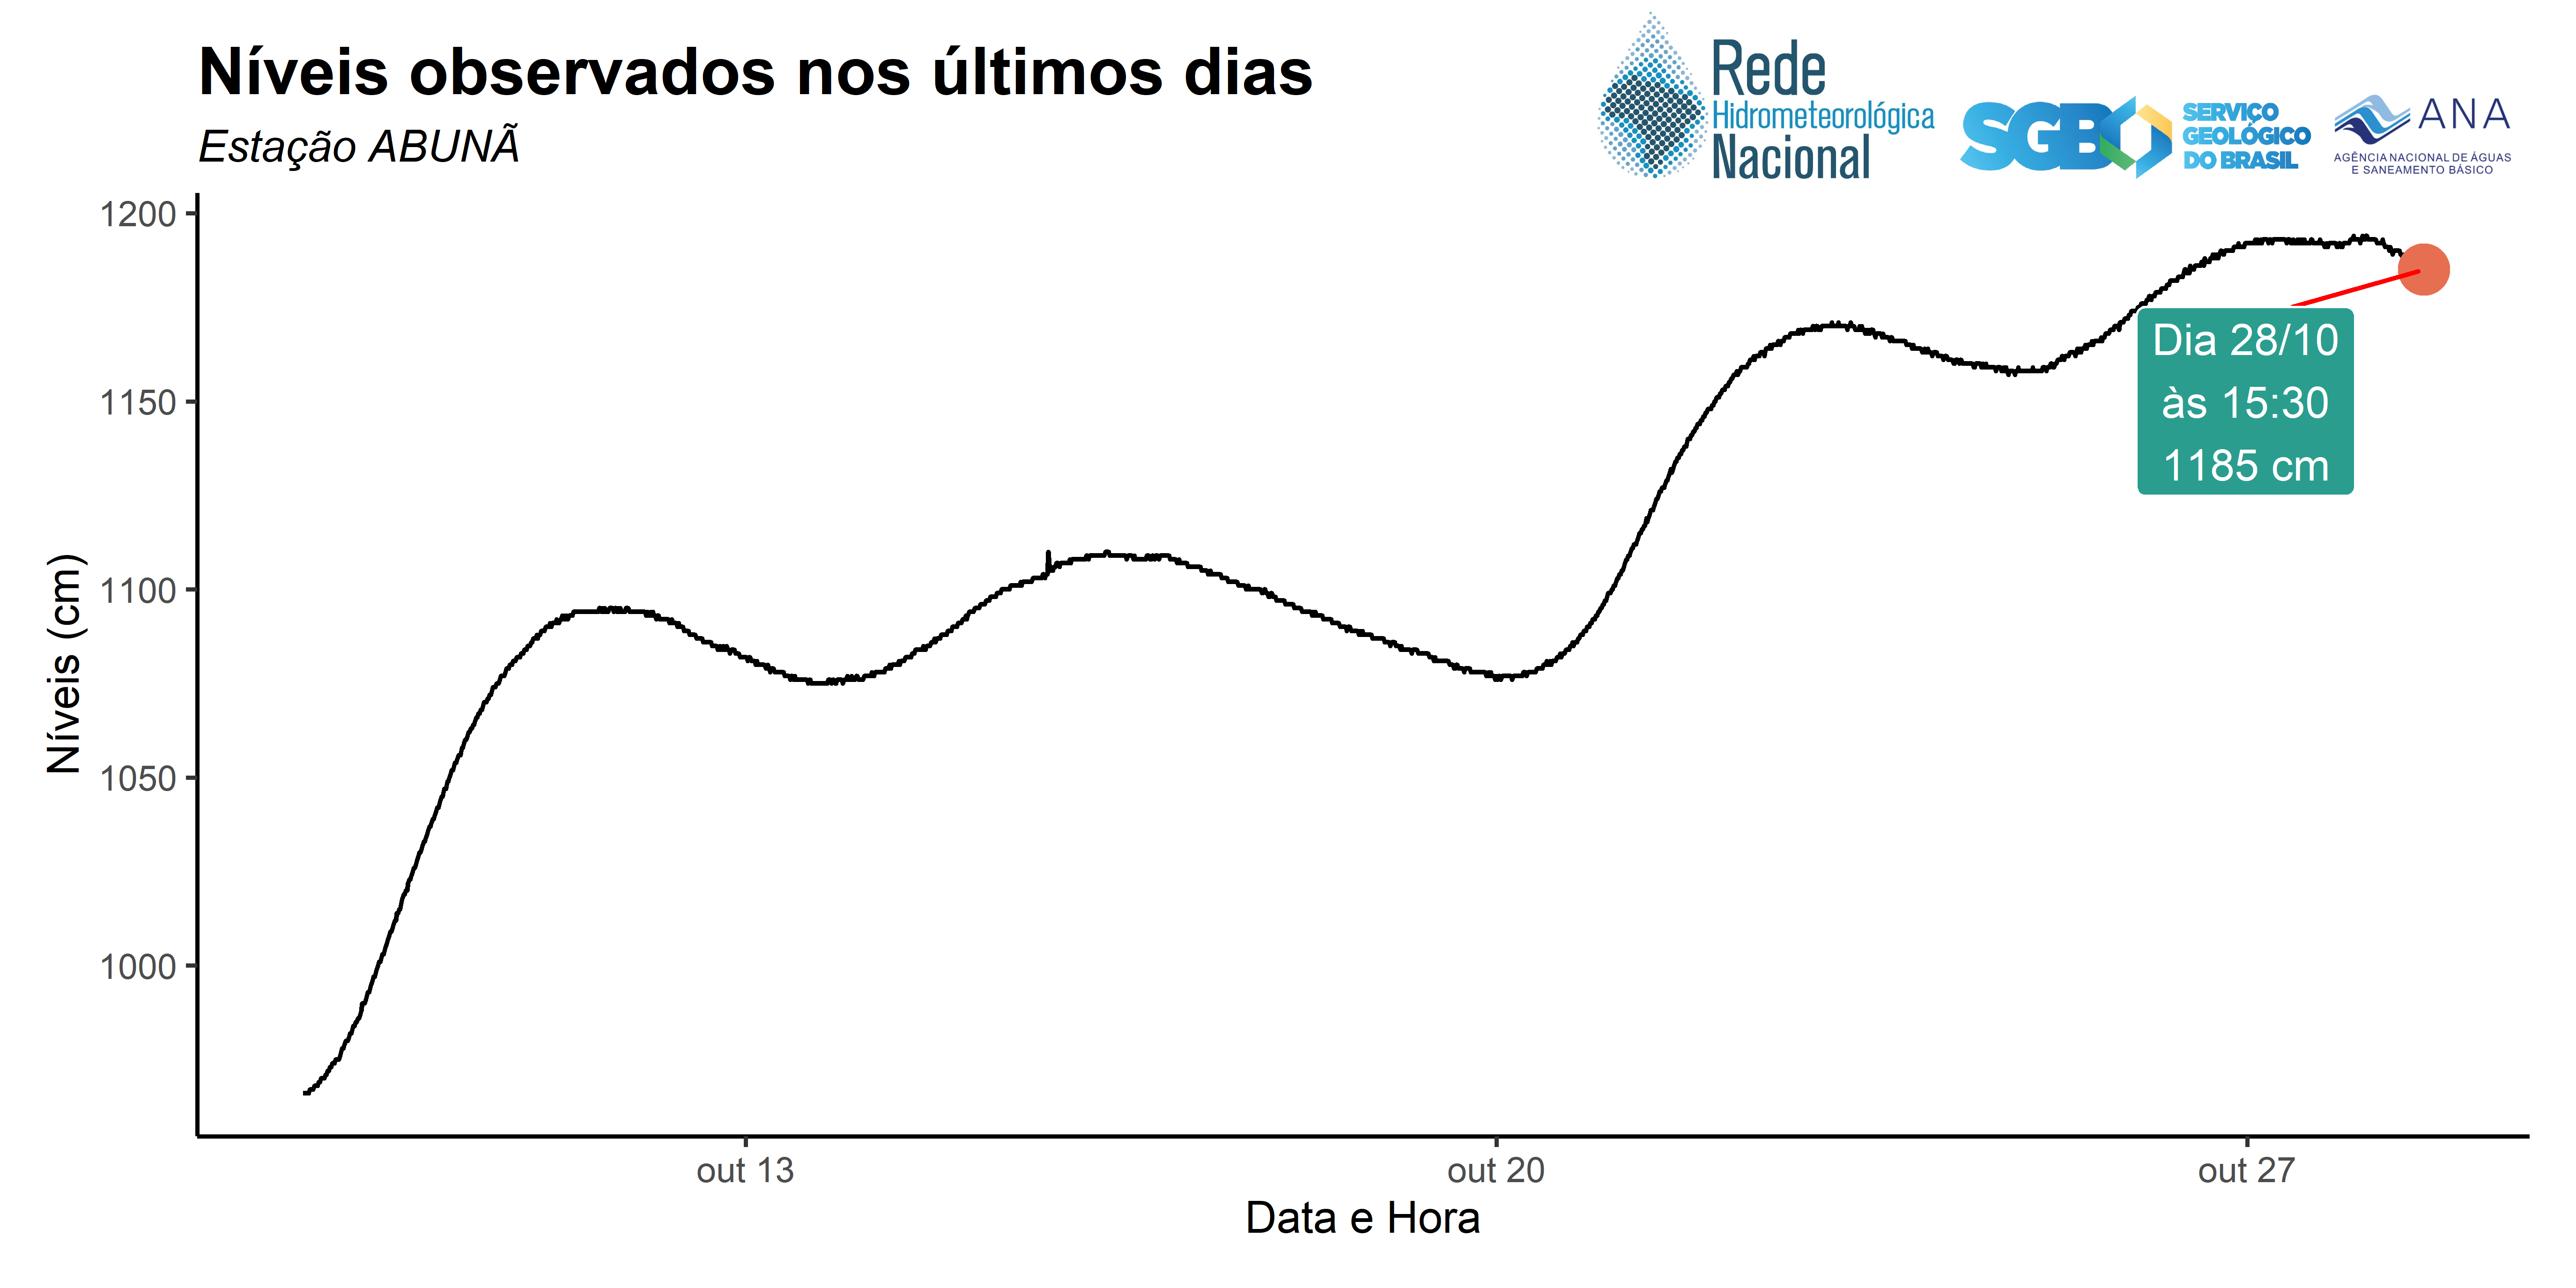 Níveis observados nos últimos dias
Estação ABUNÃ
Rede
Hidrometeorológica
Nacional
SGB
SERVIÇO
GEOLÓGICO
DO BRASIL
ANA
AGÊNCIA NACIONAL DE ÁGUAS
E SANEAMENTO BÁSICO
1200
1150
1100
1050
1000
Níveis (cm)
Dia 28/10
às 15:30
1185 cm
out 13
out 20
out 27
Data e Hora